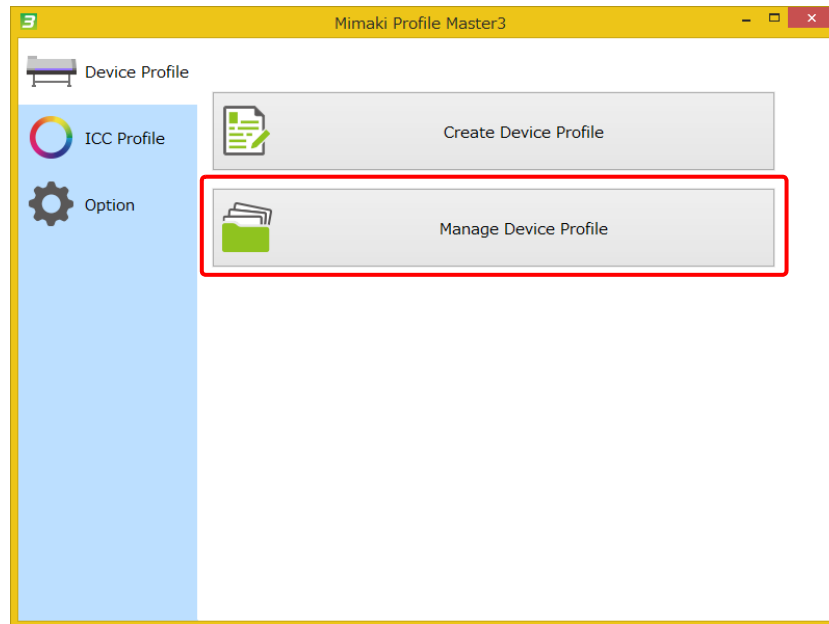 Mimaki Profile Master3
Device Profile
ICC Profile
Option
Create Device Profile
Manage Device Profile